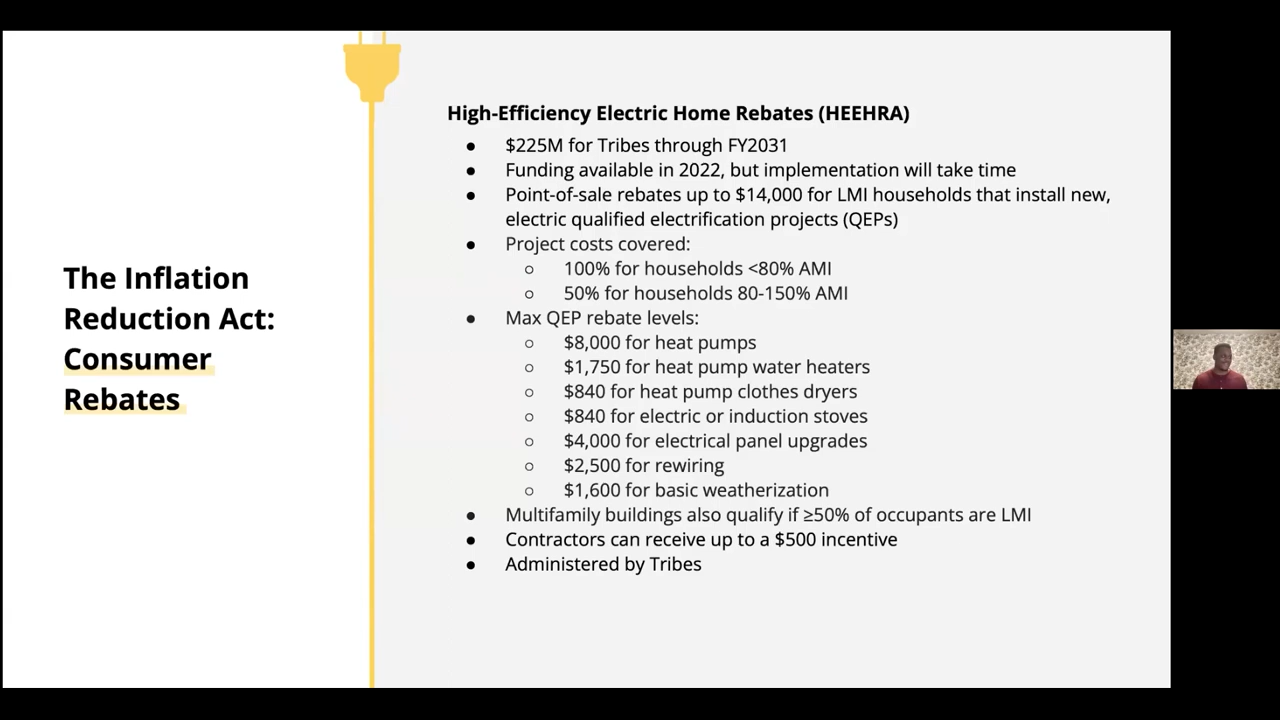 The Inflation
Reduction Act:
Consumer
Rebates
High-Efficiency Electric Home Rebates (HEEHRA)
● $225M for Tribes through FY2031
● Funding available in 2022, but implementation will take time
● Point-of-sale rebates up to $14,000 for LMI households that install new,
electric qualified electrification projects (QEPs)
● Project costs covered:
○ 100% for households <80% AMI
○ 50% for households 80-150% AMI
● Max QEP rebate levels:
○ $8,000 for heat pumps
○ $1,750 for heat pump water heaters
○ $840 for heat pump clothes dryers
○ $840 for electric or induction stoves
○ $4,000 for electrical panel upgrades
○ $2,500 for rewiring
○ $1,600 for basic weatherization
● Multifamily buildings also qualify if ≥50% of occupants are LMI
● Contractors can receive up to a $500 incentive
● Administered by Tribes